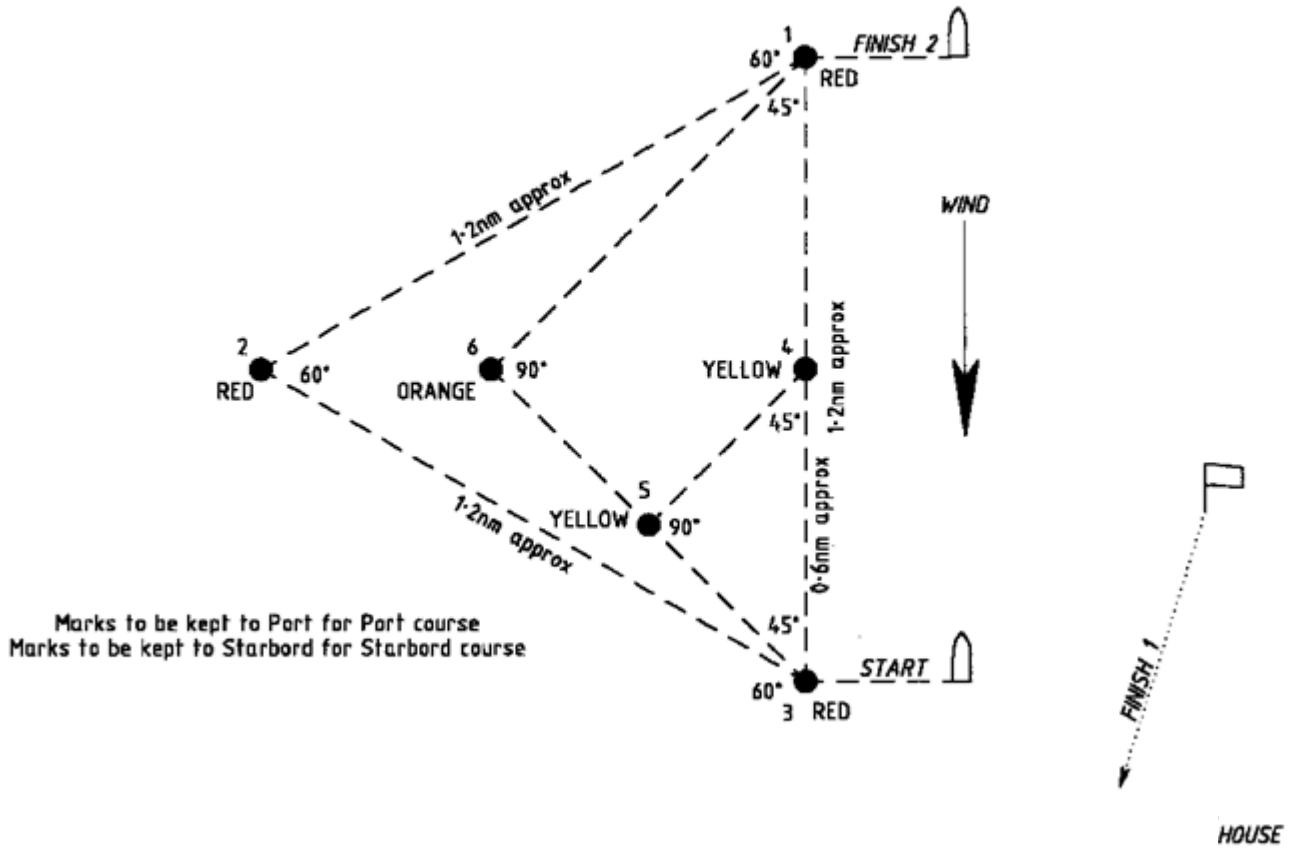 1
FINISH 2
60°
RED
45°
1·2nm approx
WIND
2
6
4
1·2nm approx
60°
90°
YELLOW
RED
ORANGE
45°
5
YELLOW
90°
0·6nm approx
1·2nm approx
Marks to be kept to Port for Port course
Marks to be kept to Starbord for Starbord course
45°
START
60°
3
RED
FINISH 1
HOUSE